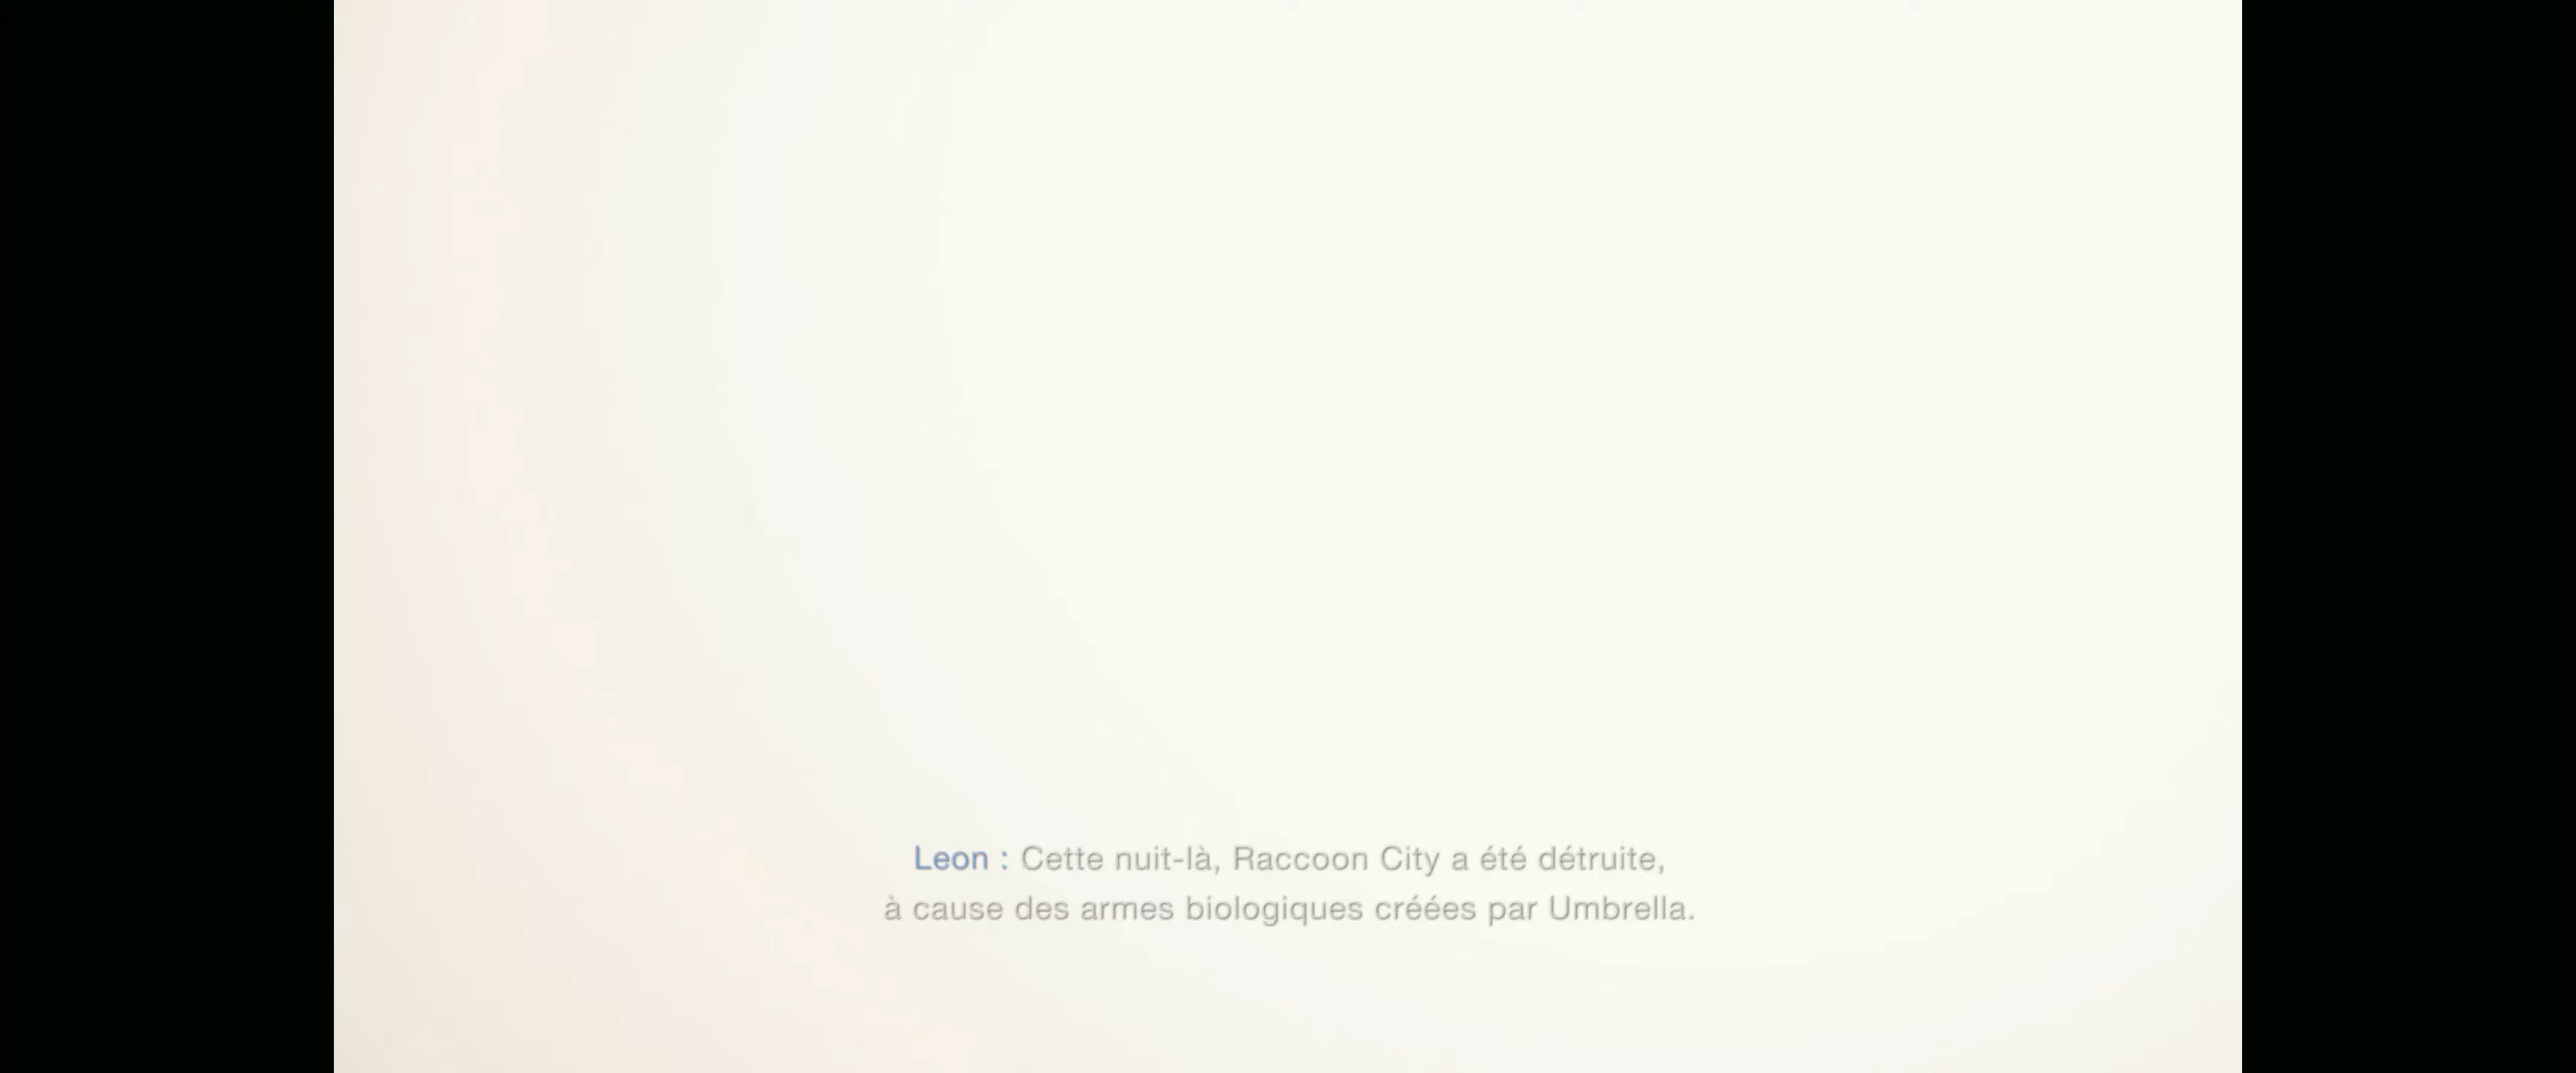 Leon : Cette nuit-là, Raccoon City a été détruite,
à cause des armes biologiques créées par Umbrella.